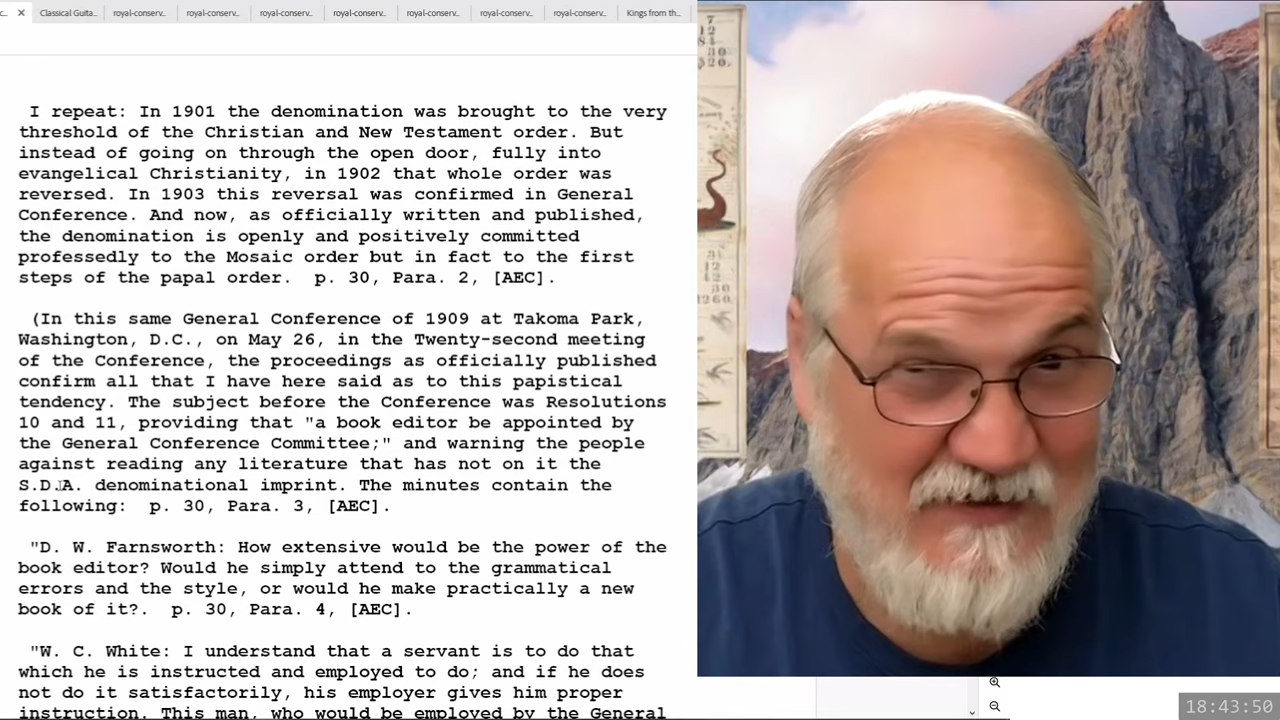 Classical Guita..
royal-conserv..
royal-conserv..
royal-conserv..
royal-conserv..
royal-conserv..
royal-conserv..
royal-conserv..
Kings from th...
I repeat: In 1901 the denomination was brought to the very
threshold of the Christian and New Testament order. But
instead of going on through the open door, fully into
evangelical Christianity, in 1902 that whole order was
reversed. In 1903 this reversal was confirmed in General
Conference. And now, as officially written and published,
the denomination is openly and positively committed
professedly to the Mosaic order but in fact to the first
steps of the papal order. p. 30, Para. 2, [AEC].
(In this same General Conference of 1909 at Takoma Park,
Washington, D.C., on May 26, in the Twenty-second meeting
of the Conference, the proceedings as officially published
confirm all that I have here said as to this papistical
tendency. The subject before the Conference was Resolutions
10 and 11, providing that "a book editor be appointed by
the General Conference Committee;" and warning the people
against reading any literature that has not on it the
S.D.A. denominational imprint. The minutes contain the
following: p. 30, Para. 3, [AEC].
"D. W. Farnsworth: How extensive would be the power of the
book editor? Would he simply attend to the grammatical
errors and the style, or would he make practically a new
book of it?. p. 30, Para. 4, [AEC].
"W. C. White: I understand that a servant is to do that
which he is instructed and employed to do; and if he does
not do it satisfactorily, his employer gives him proper
instruction. This man, who would be employed by the General
18:43:50